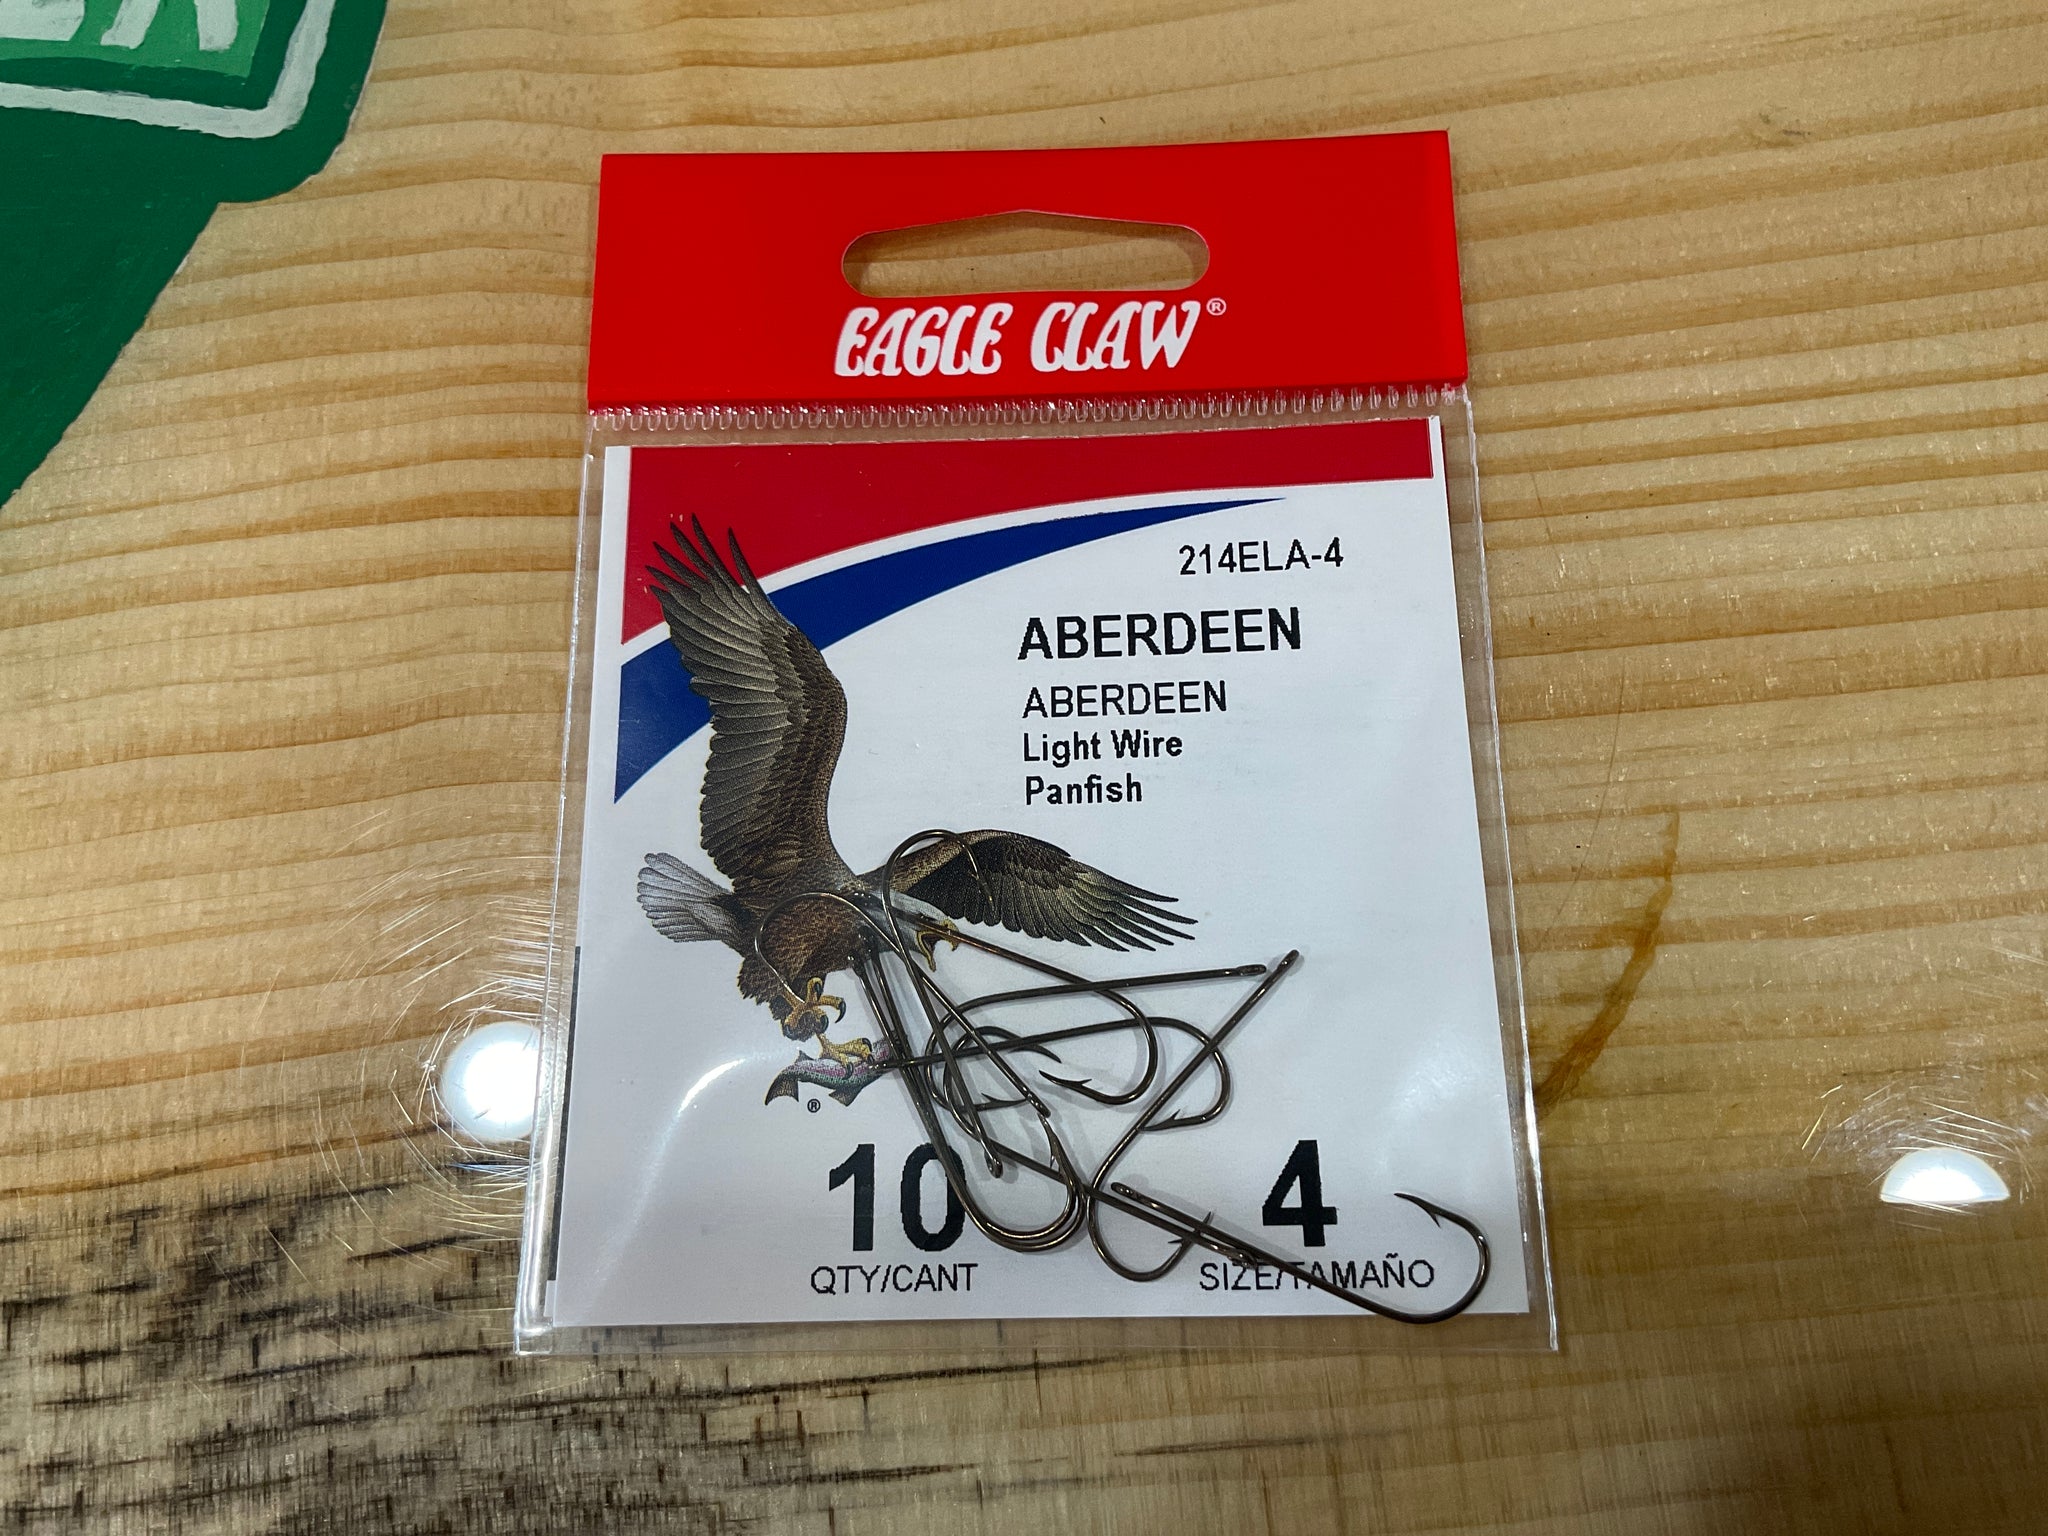 EAGLE CLAW®
214ELA-4
ABERDEEN
ABERDEEN
Light Wire
Panfish
®
10
QTY/CANT
4
SIZE/TAMAÑO